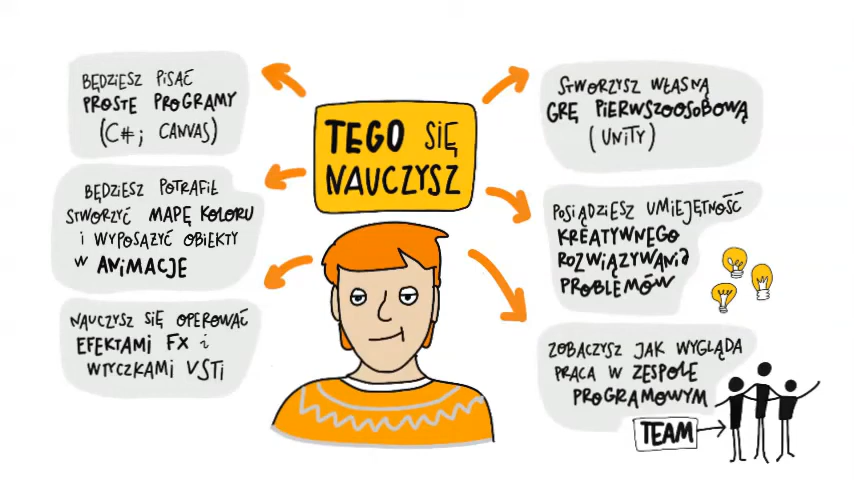 TEGO SIĘ
NAUCZYSZ
BĘDZIESZ PISAĆ
PROSTE PROGRAMY
(C#; CANVAS)
BĘDZIESZ POTRAFIŁ
STWORZYĆ MAPĘ KOLORU
I WYPOSAŻYĆ OBIEKTY
W ANIMACJE
NAUCZYSZ SIĘ OPEROWAĆ
EFEKTAMI FX i
WTYCZKAMI VSTi
STWORZYSZ WŁASNĄ
GRĘ PIERWSZOOSOBOWĄ
(UNITY)
POSIĄDZIESZ UMIEJĘTNOŚĆ
KREATYWNEGO
ROZWIĄZYWANIA
PROBLEMÓW
ZOBACZYSZ JAK WYGLĄDA
PRACA W ZESPOLE
PROGRAMOWYM
TEAM